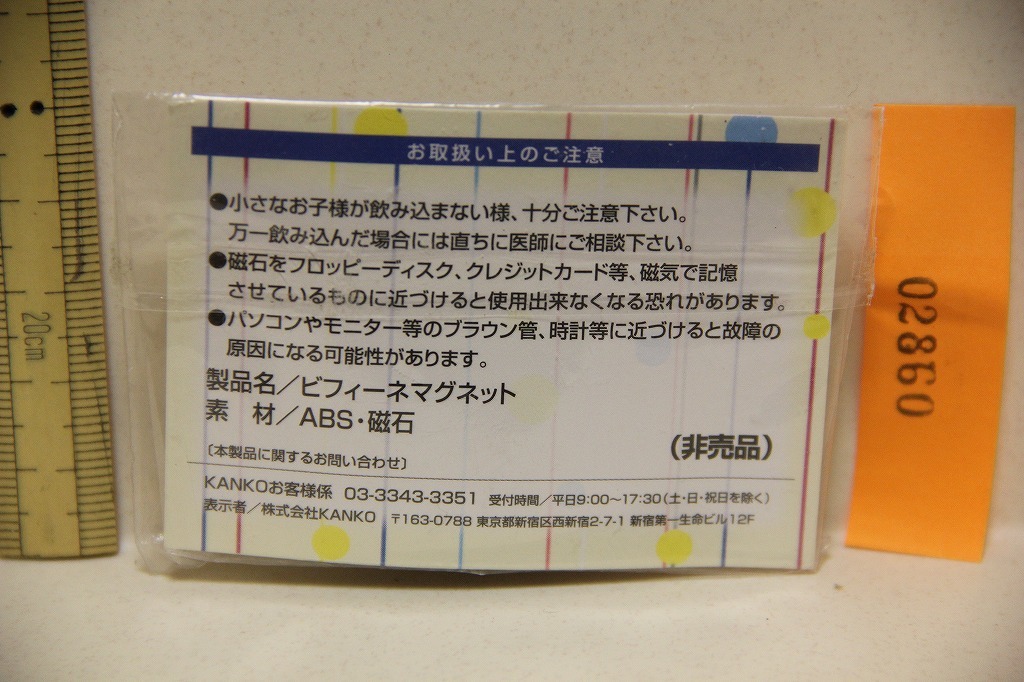 お取扱い上のご注意
●小さなお子様が飲み込まない様、十分ご注意下さい。
万一飲み込んだ場合には直ちに医師にご相談下さい。
●磁石をフロッピーディスク、クレジットカード等、磁気で記憶
させているものに近づけると使用出来なくなる恐れがあります。
●パソコンやモニター等のブラウン管、時計等に近づけると故障の
原因になる可能性があります。
製品名／ビフィーネマグネット
素　材／ABS・磁石
（非売品）
〔本製品に関するお問い合わせ〕
KANKOお客様係　03-3343-3351　受付時間／平日9:00～17:30（土・日・祝日を除く）
表示者／株式会社KANKO　〒163-0788 東京都新宿区西新宿2-7-1 新宿第一生命ビル12F
20cm
02860